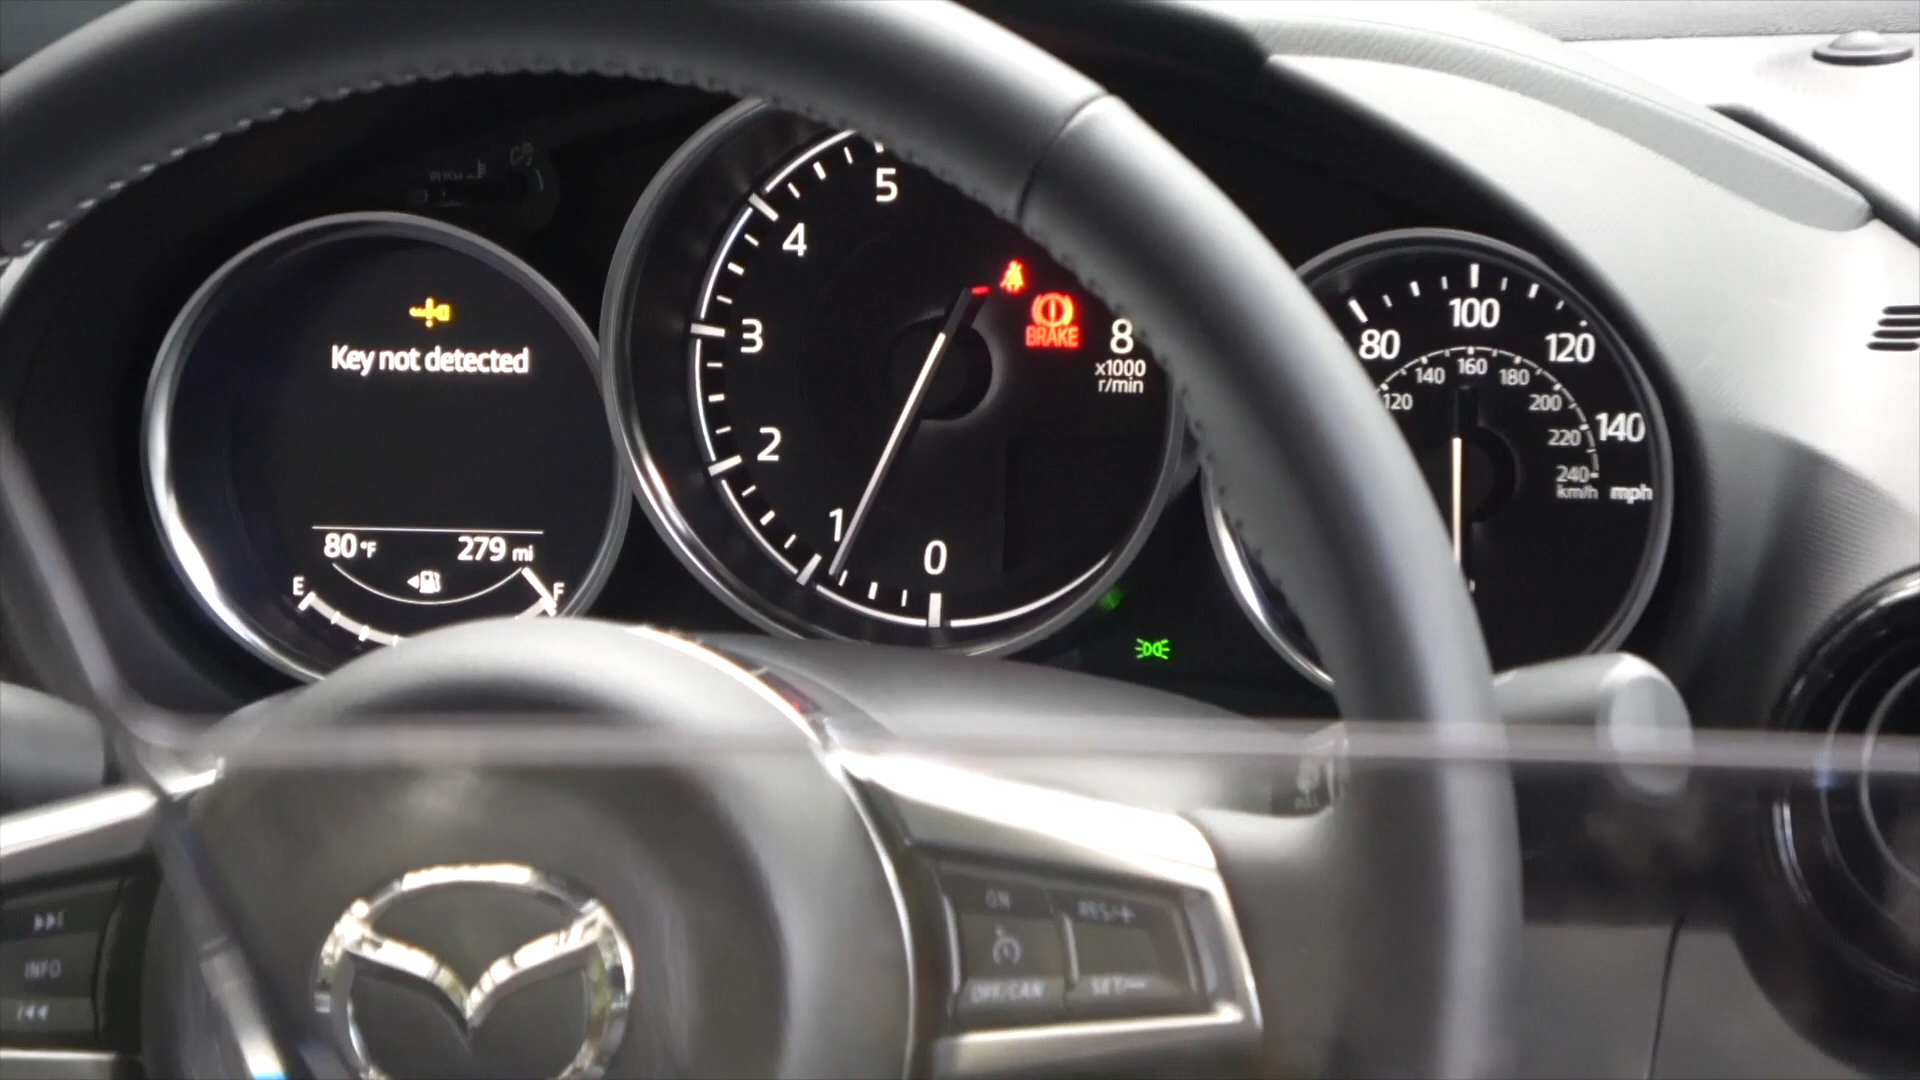 Key not detected
80°F
279 mi
E
F
5
4
3
2
1
0
8
x1000
r/min
BRAKE
80
100
120
140
120
140
160
180
200
220
240
km/h
mph
ON
RES/+
OFF/CAN
SET/—
INFO